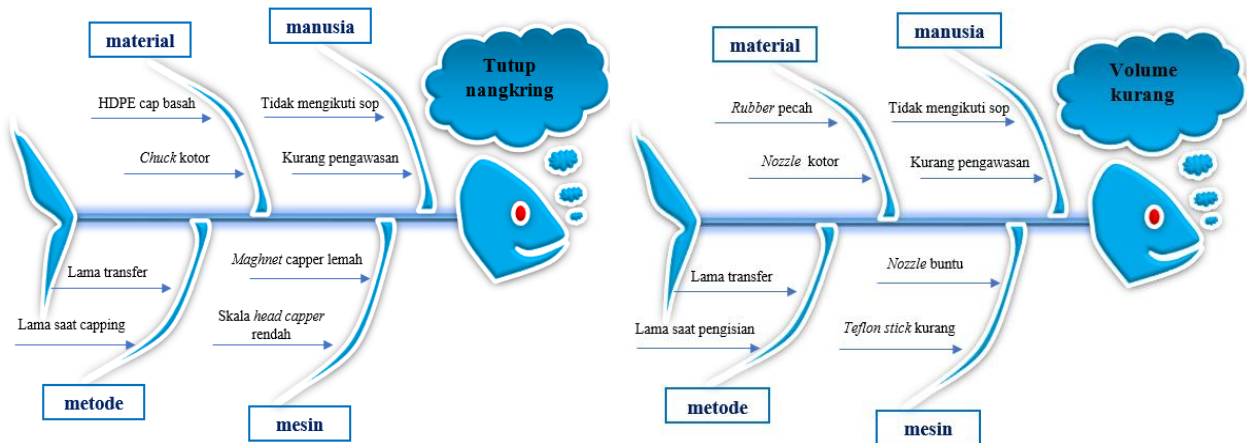 material
manusia
Tutup
nangkring
HDPE cap basah
Tidak mengikuti sop
Chuck kotor
Kurang pengawasan
Lama transfer
Maghnet capper lemah
Lama saat capping
Skala head capper
rendah
metode
mesin
material
manusia
Volume
kurang
Rubber pecah
Tidak mengikuti sop
Nozzle kotor
Kurang pengawasan
Lama transfer
Nozzle buntu
Lama saat pengisian
Teflon stick kurang
metode
mesin